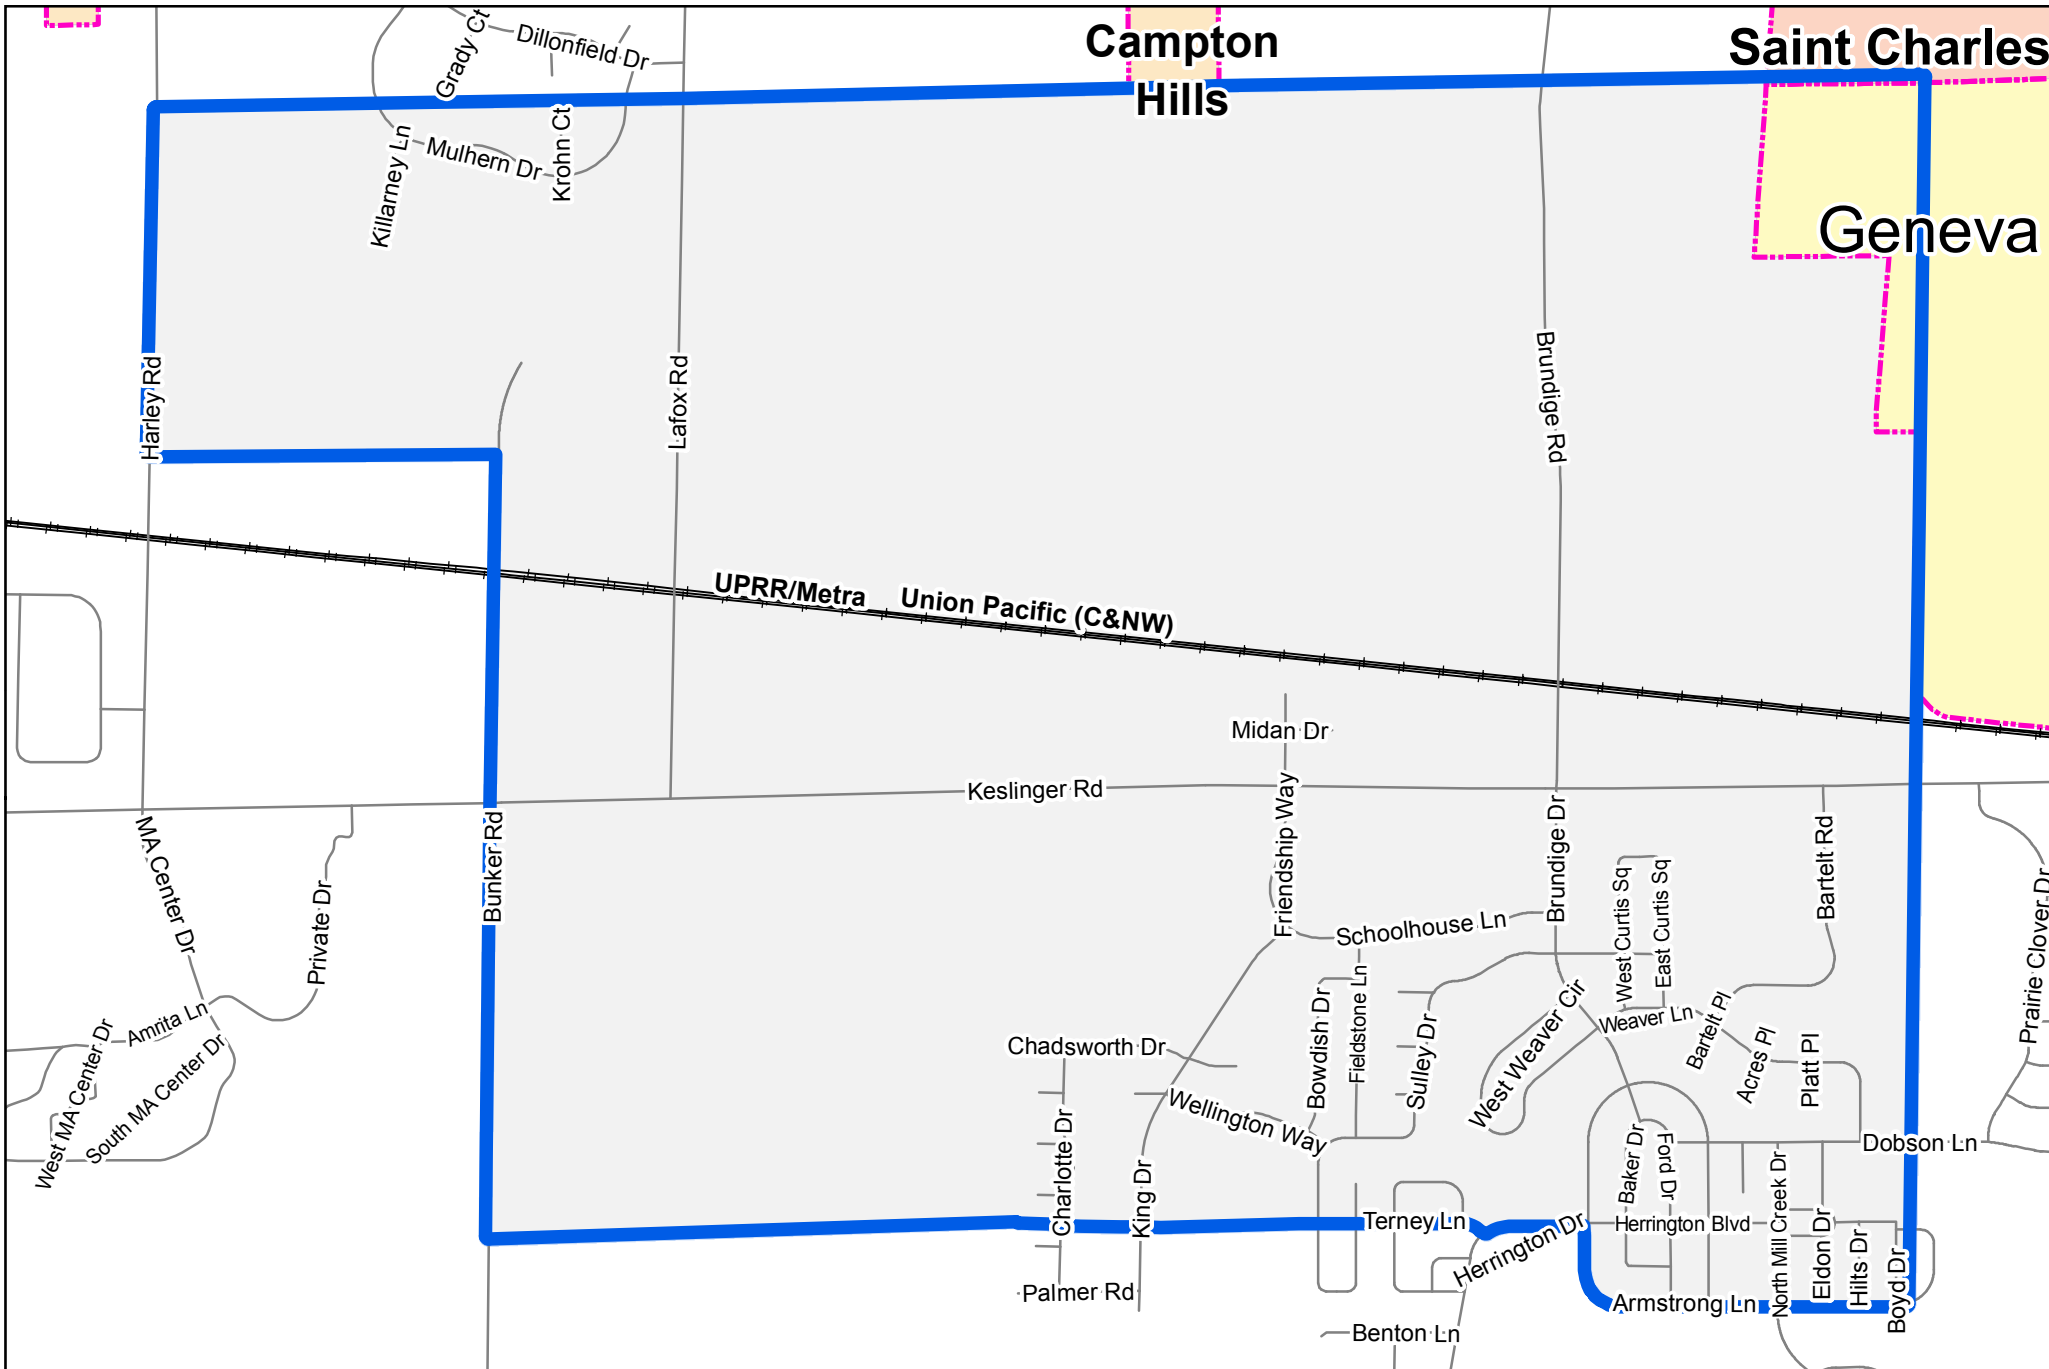 Campton
Hills
Saint Charles
Geneva
Grady Ct
Dillonfield Dr
Killarney Ln
Mulhern Dr
Krohn Ct
Harley Rd
Lafox Rd
Brundige Rd
UPRR/Metra
Union Pacific (C&NW)
Midan Dr
Keslinger Rd
Friendship Way
Brundige Dr
MA Center Dr
Private Dr
Bunker Rd
Bartelt Rd
West Curtis Sq
East Curtis Sq
Prairie Clover Dr
Schoolhouse Ln
Bowdish Dr
Fieldstone Ln
Sulley Dr
West Weaver Cir
Weaver Ln
Bartelt Pl
Acres Pl
Platt Pl
Amrita Ln
West MA Center Dr
South MA Center Dr
Chadsworth Dr
Charlotte Dr
Wellington Way
King Dr
Baker Dr
Ford Dr
Dobson Ln
North Mill Creek Dr
Terney Ln
Herrington Dr
Herrington Blvd
Eldon Dr
Hilts Dr
Boyd Dr
Palmer Rd
Armstrong Ln
Benton Ln